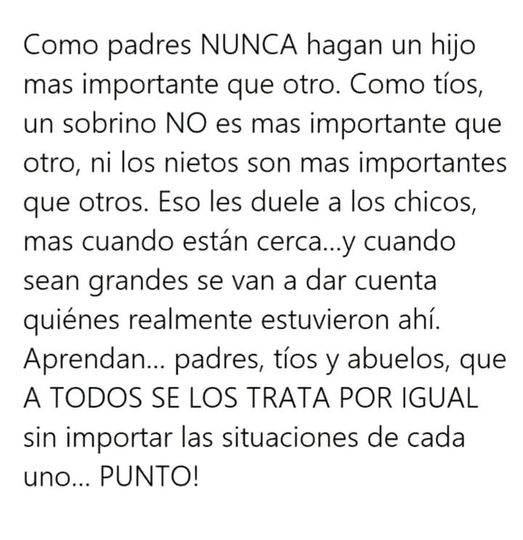 Como padres NUNCA hagan un hijo
mas importante que otro. Como tíos,
un sobrino NO es mas importante que
otro, ni los nietos son mas importantes
que otros. Eso les duele a los chicos,
mas cuando están cerca...y cuando
sean grandes se van a dar cuenta
quiénes realmente estuvieron ahí.
Aprendan... padres, tíos y abuelos, que
A TODOS SE LOS TRATA POR IGUAL
sin importar las situaciones de cada
uno... PUNTO!